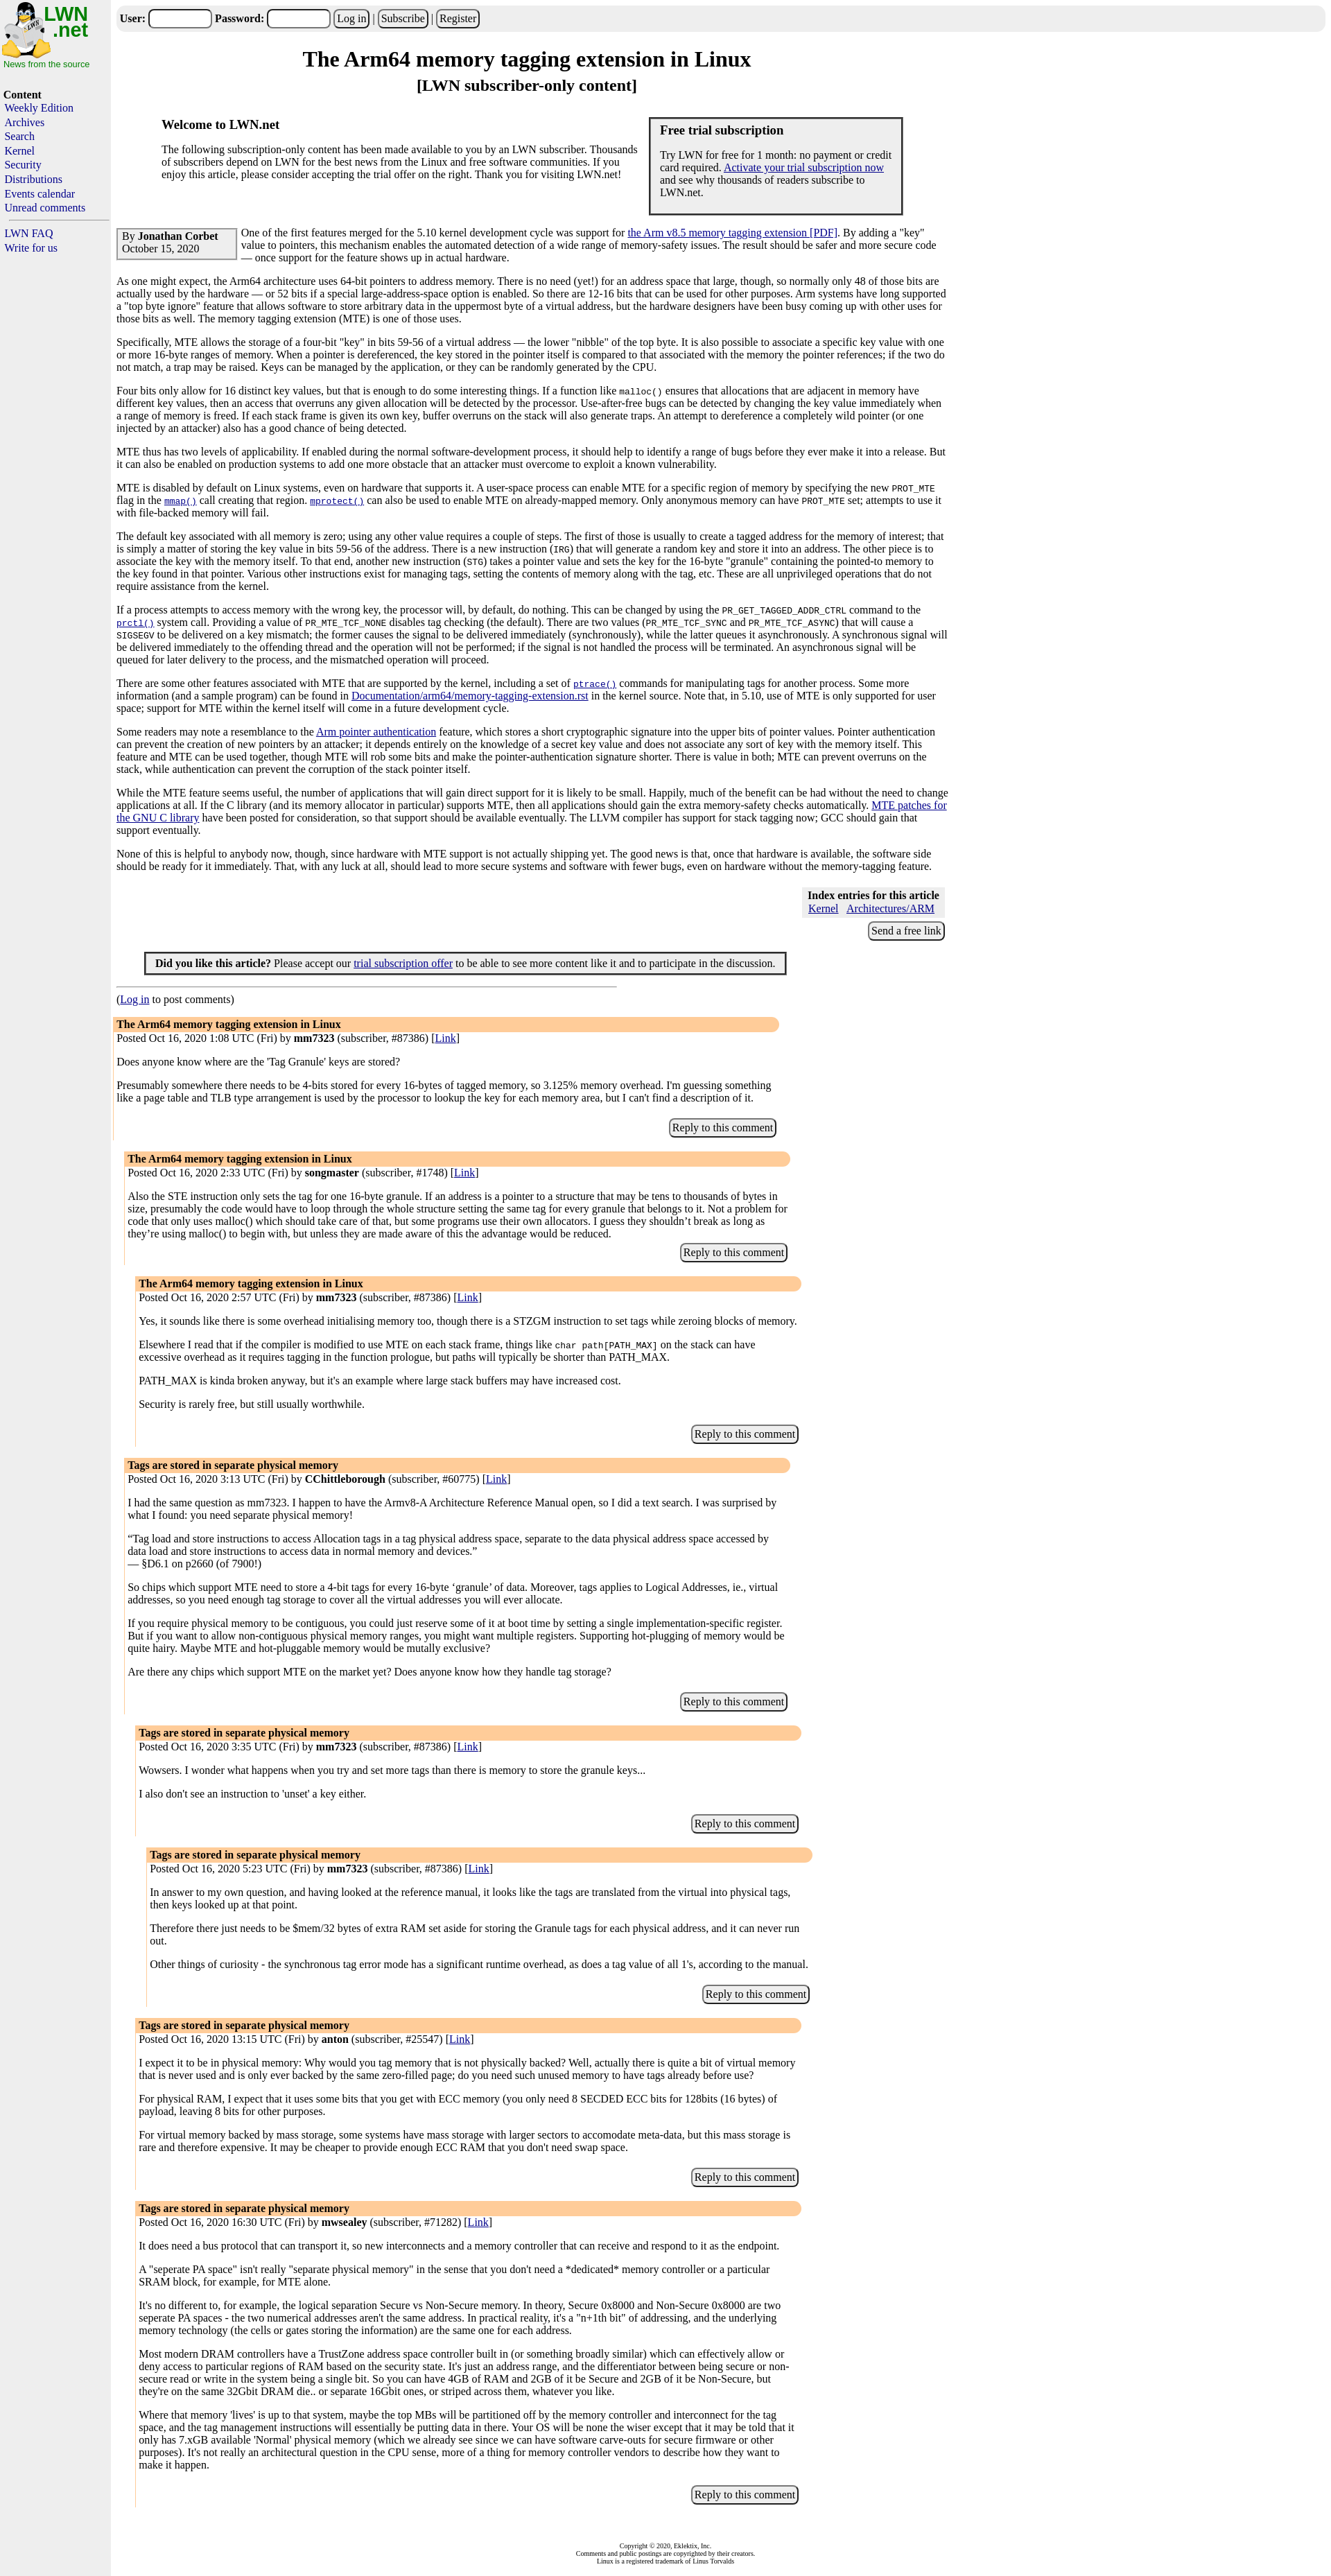 LWN
.net
News from the source
Content
Weekly Edition
Archives
Search
Kernel
Security
Distributions
Events calendar
Unread comments
LWN FAQ
Write for us
User: Password: Log in | Subscribe | Register
The Arm64 memory tagging extension in Linux
[LWN subscriber-only content]
Welcome to LWN.net
The following subscription-only content has been made available to you by an LWN subscriber. Thousands
of subscribers depend on LWN for the best news from the Linux and free software communities. If you
enjoy this article, please consider accepting the trial offer on the right. Thank you for visiting LWN.net!
Free trial subscription
Try LWN for free for 1 month: no payment or credit
card required. Activate your trial subscription now
and see why thousands of readers subscribe to
LWN.net.
By Jonathan Corbet
October 15, 2020
One of the first features merged for the 5.10 kernel development cycle was support for the Arm v8.5 memory tagging extension [PDF]. By adding a "key"
value to pointers, this mechanism enables the automated detection of a wide range of memory-safety issues. The result should be safer and more secure code
— once support for the feature shows up in actual hardware.
As one might expect, the Arm64 architecture uses 64-bit pointers to address memory. There is no need (yet!) for an address space that large, though, so normally only 48 of those bits are
actually used by the hardware — or 52 bits if a special large-address-space option is enabled. So there are 12-16 bits that can be used for other purposes. Arm systems have long supported
a "top byte ignore" feature that allows software to store arbitrary data in the uppermost byte of a virtual address, but the hardware designers have been busy coming up with other uses for
those bits as well. The memory tagging extension (MTE) is one of those uses.
Specifically, MTE allows the storage of a four-bit "key" in bits 59-56 of a virtual address — the lower "nibble" of the top byte. It is also possible to associate a specific key value with one
or more 16-byte ranges of memory. When a pointer is dereferenced, the key stored in the pointer itself is compared to that associated with the memory the pointer references; if the two do
not match, a trap may be raised. Keys can be managed by the application, or they can be randomly generated by the CPU.
Four bits only allow for 16 distinct key values, but that is enough to do some interesting things. If a function like malloc() ensures that allocations that are adjacent in memory have
different key values, then an access that overruns any given allocation will be detected by the processor. Use-after-free bugs can be detected by changing the key value immediately when
a range of memory is freed. If each stack frame is given its own key, buffer overruns on the stack will also generate traps. An attempt to dereference a completely wild pointer (or one
injected by an attacker) also has a good chance of being detected.
MTE thus has two levels of applicability. If enabled during the normal software-development process, it should help to identify a range of bugs before they ever make it into a release. But
it can also be enabled on production systems to add one more obstacle that an attacker must overcome to exploit a known vulnerability.
MTE is disabled by default on Linux systems, even on hardware that supports it. A user-space process can enable MTE for a specific region of memory by specifying the new PROT_MTE
flag in the mmap() call creating that region. mprotect() can also be used to enable MTE on already-mapped memory. Only anonymous memory can have PROT_MTE set; attempts to use it
with file-backed memory will fail.
The default key associated with all memory is zero; using any other value requires a couple of steps. The first of those is usually to create a tagged address for the memory of interest; that
is simply a matter of storing the key value in bits 59-56 of the address. There is a new instruction (IRG) that will generate a random key and store it into an address. The other piece is to
associate the key with the memory itself. To that end, another new instruction (STG) takes a pointer value and sets the key for the 16-byte "granule" containing the pointed-to memory to
the key found in that pointer. Various other instructions exist for managing tags, setting the contents of memory along with the tag, etc. These are all unprivileged operations that do not
require assistance from the kernel.
If a process attempts to access memory with the wrong key, the processor will, by default, do nothing. This can be changed by using the PR_GET_TAGGED_ADDR_CTRL command to the
prctl() system call. Providing a value of PR_MTE_TCF_NONE disables tag checking (the default). There are two values (PR_MTE_TCF_SYNC and PR_MTE_TCF_ASYNC) that will cause a
SIGSEGV to be delivered on a key mismatch; the former causes the signal to be delivered immediately (synchronously), while the latter queues it asynchronously. A synchronous signal will
be delivered immediately to the offending thread and the operation will not be performed; if the signal is not handled the process will be terminated. An asynchronous signal will be
queued for later delivery to the process, and the mismatched operation will proceed.
There are some other features associated with MTE that are supported by the kernel, including a set of ptrace() commands for manipulating tags for another process. Some more
information (and a sample program) can be found in Documentation/arm64/memory-tagging-extension.rst in the kernel source. Note that, in 5.10, use of MTE is only supported for user
space; support for MTE within the kernel itself will come in a future development cycle.
Some readers may note a resemblance to the Arm pointer authentication feature, which stores a short cryptographic signature into the upper bits of pointer values. Pointer authentication
can prevent the creation of new pointers by an attacker; it depends entirely on the knowledge of a secret key value and does not associate any sort of key with the memory itself. This
feature and MTE can be used together, though MTE will rob some bits and make the pointer-authentication signature shorter. There is value in both; MTE can prevent overruns on the
stack, while authentication can prevent the corruption of the stack pointer itself.
While the MTE feature seems useful, the number of applications that will gain direct support for it is likely to be small. Happily, much of the benefit can be had without the need to change
applications at all. If the C library (and its memory allocator in particular) supports MTE, then all applications should gain the extra memory-safety checks automatically. MTE patches for
the GNU C library have been posted for consideration, so that support should be available eventually. The LLVM compiler has support for stack tagging now; GCC should gain that
support eventually.
None of this is helpful to anybody now, though, since hardware with MTE support is not actually shipping yet. The good news is that, once that hardware is available, the software side
should be ready for it immediately. That, with any luck at all, should lead to more secure systems and software with fewer bugs, even on hardware without the memory-tagging feature.
Index entries for this article
Kernel Architectures/ARM
Send a free link
Did you like this article? Please accept our trial subscription offer to be able to see more content like it and to participate in the discussion.
(Log in to post comments)
The Arm64 memory tagging extension in Linux
Posted Oct 16, 2020 1:08 UTC (Fri) by mm7323 (subscriber, #87386) [Link]
Does anyone know where are the 'Tag Granule' keys are stored?
Presumably somewhere there needs to be 4-bits stored for every 16-bytes of tagged memory, so 3.125% memory overhead. I'm guessing something
like a page table and TLB type arrangement is used by the processor to lookup the key for each memory area, but I can't find a description of it.
Reply to this comment
The Arm64 memory tagging extension in Linux
Posted Oct 16, 2020 2:33 UTC (Fri) by songmaster (subscriber, #1748) [Link]
Also the STE instruction only sets the tag for one 16-byte granule. If an address is a pointer to a structure that may be tens to thousands of bytes in
size, presumably the code would have to loop through the whole structure setting the same tag for every granule that belongs to it. Not a problem for
code that only uses malloc() which should take care of that, but some programs use their own allocators. I guess they shouldn’t break as long as
they’re using malloc() to begin with, but unless they are made aware of this the advantage would be reduced.
Reply to this comment
The Arm64 memory tagging extension in Linux
Posted Oct 16, 2020 2:57 UTC (Fri) by mm7323 (subscriber, #87386) [Link]
Yes, it sounds like there is some overhead initialising memory too, though there is a STZGM instruction to set tags while zeroing blocks of memory.
Elsewhere I read that if the compiler is modified to use MTE on each stack frame, things like char path[PATH_MAX] on the stack can have
excessive overhead as it requires tagging in the function prologue, but paths will typically be shorter than PATH_MAX.
PATH_MAX is kinda broken anyway, but it's an example where large stack buffers may have increased cost.
Security is rarely free, but still usually worthwhile.
Reply to this comment
Tags are stored in separate physical memory
Posted Oct 16, 2020 3:13 UTC (Fri) by CChittleborough (subscriber, #60775) [Link]
I had the same question as mm7323. I happen to have the Armv8-A Architecture Reference Manual open, so I did a text search. I was surprised by
what I found: you need separate physical memory!
“Tag load and store instructions to access Allocation tags in a tag physical address space, separate to the data physical address space accessed by
data load and store instructions to access data in normal memory and devices.”
— §D6.1 on p2660 (of 7900!)
So chips which support MTE need to store a 4-bit tags for every 16-byte ‘granule’ of data. Moreover, tags applies to Logical Addresses, ie., virtual
addresses, so you need enough tag storage to cover all the virtual addresses you will ever allocate.
If you require physical memory to be contiguous, you could just reserve some of it at boot time by setting a single implementation-specific register.
But if you want to allow non-contiguous physical memory ranges, you might want multiple registers. Supporting hot-plugging of memory would be
quite hairy. Maybe MTE and hot-pluggable memory would be mutally exclusive?
Are there any chips which support MTE on the market yet? Does anyone know how they handle tag storage?
Reply to this comment
Tags are stored in separate physical memory
Posted Oct 16, 2020 3:35 UTC (Fri) by mm7323 (subscriber, #87386) [Link]
Wowsers. I wonder what happens when you try and set more tags than there is memory to store the granule keys...
I also don't see an instruction to 'unset' a key either.
Reply to this comment
Tags are stored in separate physical memory
Posted Oct 16, 2020 5:23 UTC (Fri) by mm7323 (subscriber, #87386) [Link]
In answer to my own question, and having looked at the reference manual, it looks like the tags are translated from the virtual into physical tags,
then keys looked up at that point.
Therefore there just needs to be $mem/32 bytes of extra RAM set aside for storing the Granule tags for each physical address, and it can never run
out.
Other things of curiosity - the synchronous tag error mode has a significant runtime overhead, as does a tag value of all 1's, according to the manual.
Reply to this comment
Tags are stored in separate physical memory
Posted Oct 16, 2020 13:15 UTC (Fri) by anton (subscriber, #25547) [Link]
I expect it to be in physical memory: Why would you tag memory that is not physically backed? Well, actually there is quite a bit of virtual memory
that is never used and is only ever backed by the same zero-filled page; do you need such unused memory to have tags already before use?
For physical RAM, I expect that it uses some bits that you get with ECC memory (you only need 8 SECDED ECC bits for 128bits (16 bytes) of
payload, leaving 8 bits for other purposes.
For virtual memory backed by mass storage, some systems have mass storage with larger sectors to accomodate meta-data, but this mass storage is
rare and therefore expensive. It may be cheaper to provide enough ECC RAM that you don't need swap space.
Reply to this comment
Tags are stored in separate physical memory
Posted Oct 16, 2020 16:30 UTC (Fri) by mwsealey (subscriber, #71282) [Link]
It does need a bus protocol that can transport it, so new interconnects and a memory controller that can receive and respond to it as the endpoint.
A "seperate PA space" isn't really "separate physical memory" in the sense that you don't need a *dedicated* memory controller or a particular
SRAM block, for example, for MTE alone.
It's no different to, for example, the logical separation Secure vs Non-Secure memory. In theory, Secure 0x8000 and Non-Secure 0x8000 are two
seperate PA spaces - the two numerical addresses aren't the same address. In practical reality, it's a "n+1th bit" of addressing, and the underlying
memory technology (the cells or gates storing the information) are the same one for each address.
Most modern DRAM controllers have a TrustZone address space controller built in (or something broadly similar) which can effectively allow or
deny access to particular regions of RAM based on the security state. It's just an address range, and the differentiator between being secure or non-
secure read or write in the system being a single bit. So you can have 4GB of RAM and 2GB of it be Secure and 2GB of it be Non-Secure, but
they're on the same 32Gbit DRAM die.. or separate 16Gbit ones, or striped across them, whatever you like.
Where that memory 'lives' is up to that system, maybe the top MBs will be partitioned off by the memory controller and interconnect for the tag
space, and the tag management instructions will essentially be putting data in there. Your OS will be none the wiser except that it may be told that it
only has 7.xGB available 'Normal' physical memory (which we already see since we can have software carve-outs for secure firmware or other
purposes). It's not really an architectural question in the CPU sense, more of a thing for memory controller vendors to describe how they want to
make it happen.
Reply to this comment
Copyright © 2020, Eklektix, Inc.
Comments and public postings are copyrighted by their creators.
Linux is a registered trademark of Linus Torvalds